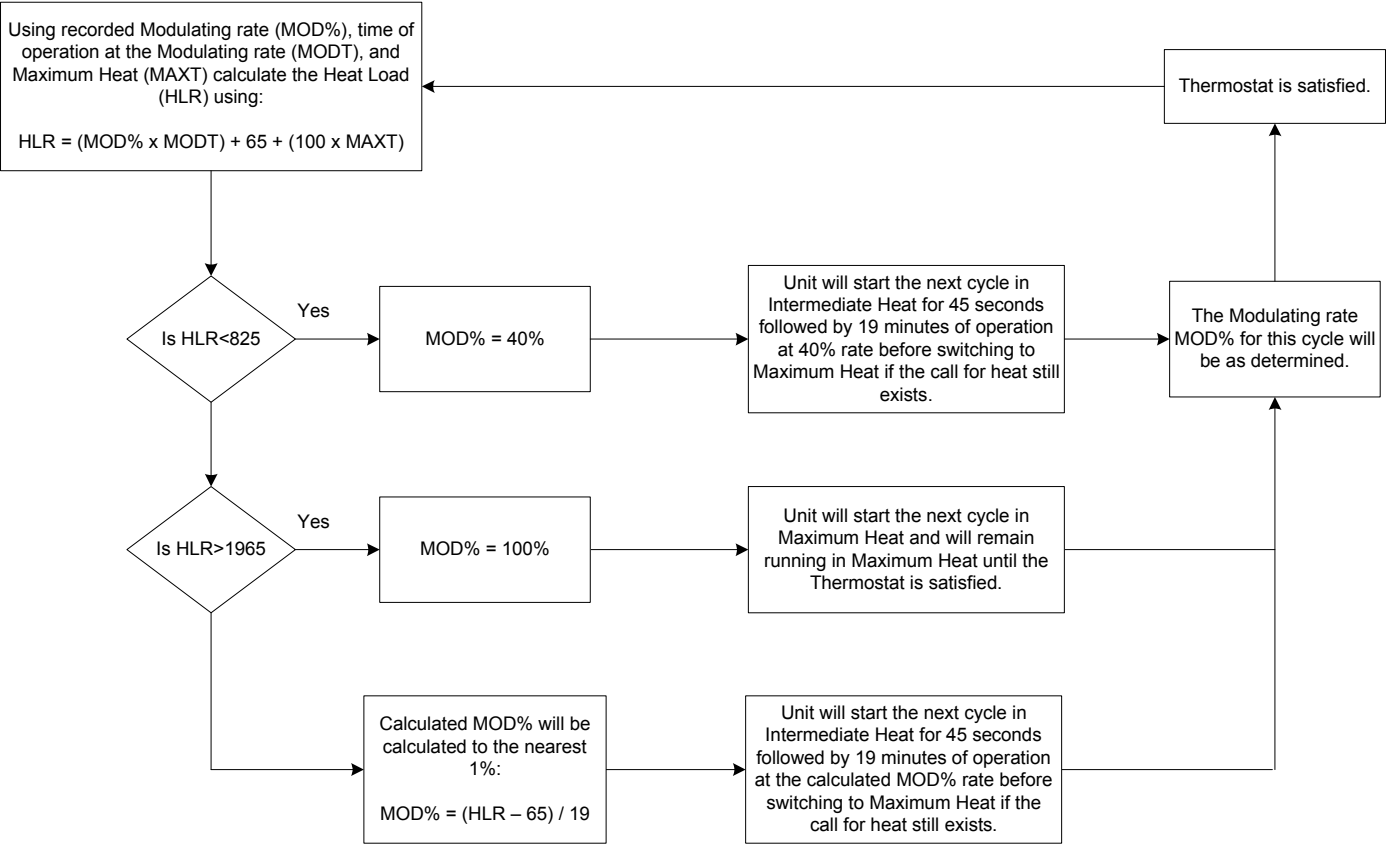 Using recorded Modulating rate (MOD%), time of
operation at the Modulating rate (MODT), and
Maximum Heat (MAXT) calculate the Heat Load
(HLR) using:
HLR = (MOD% x MODT) + 65 + (100 x MAXT)
Thermostat is satisfied.
Is HLR<825
Yes
MOD% = 40%
Unit will start the next cycle in
Intermediate Heat for 45 seconds
followed by 19 minutes of operation
at 40% rate before switching to
Maximum Heat if the call for heat still
exists.
The Modulating rate
MOD% for this cycle will
be as determined.
Is HLR>1965
Yes
MOD% = 100%
Unit will start the next cycle in
Maximum Heat and will remain
running in Maximum Heat until the
Thermostat is satisfied.
Calculated MOD% will be
calculated to the nearest
1%:
MOD% = (HLR – 65) / 19
Unit will start the next cycle in
Intermediate Heat for 45 seconds
followed by 19 minutes of operation
at the calculated MOD% rate before
switching to Maximum Heat if the
call for heat still exists.